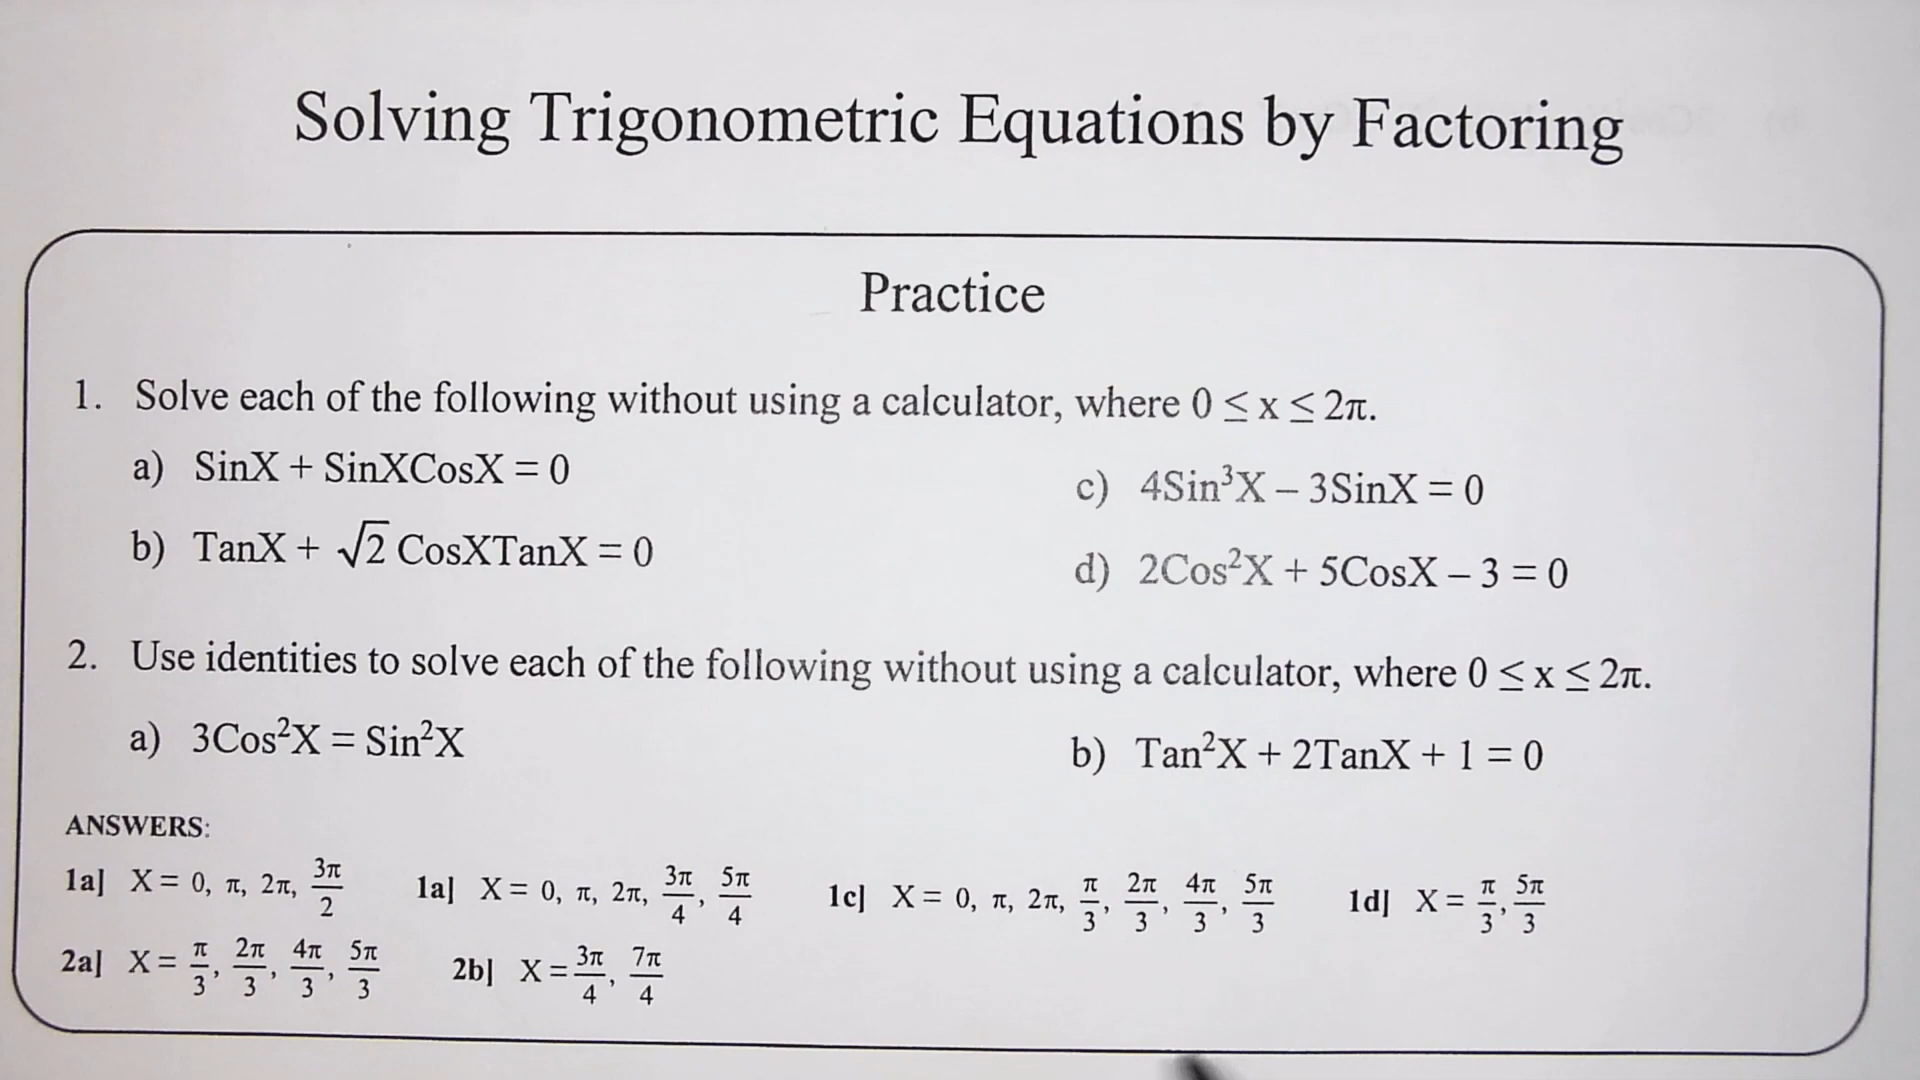 Solving Trigonometric Equations by Factoring
Practice
1. Solve each of the following without using a calculator, where 0 ≤ x ≤ 2π.
a) SinX + SinXCosX = 0
b) TanX + √2 CosXTanX = 0
c) 4Sin³X – 3SinX = 0
d) 2Cos²X + 5CosX – 3 = 0
2. Use identities to solve each of the following without using a calculator, where 0 ≤ x ≤ 2π.
a) 3Cos²X = Sin²X
b) Tan²X + 2TanX + 1 = 0
ANSWERS:
1a] X = 0, π, 2π, 3π/2
1a] X = 0, π, 2π, 3π/4, 5π/4
1c] X = 0, π, 2π, π/3, 2π/3, 4π/3, 5π/3
1d] X = π/3, 5π/3
2a] X = π/3, 2π/3, 4π/3, 5π/3
2b] X = 3π/4, 7π/4